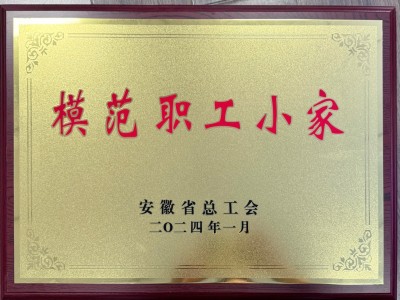 模范职工小家
安徽省总工会
二〇二四年一月